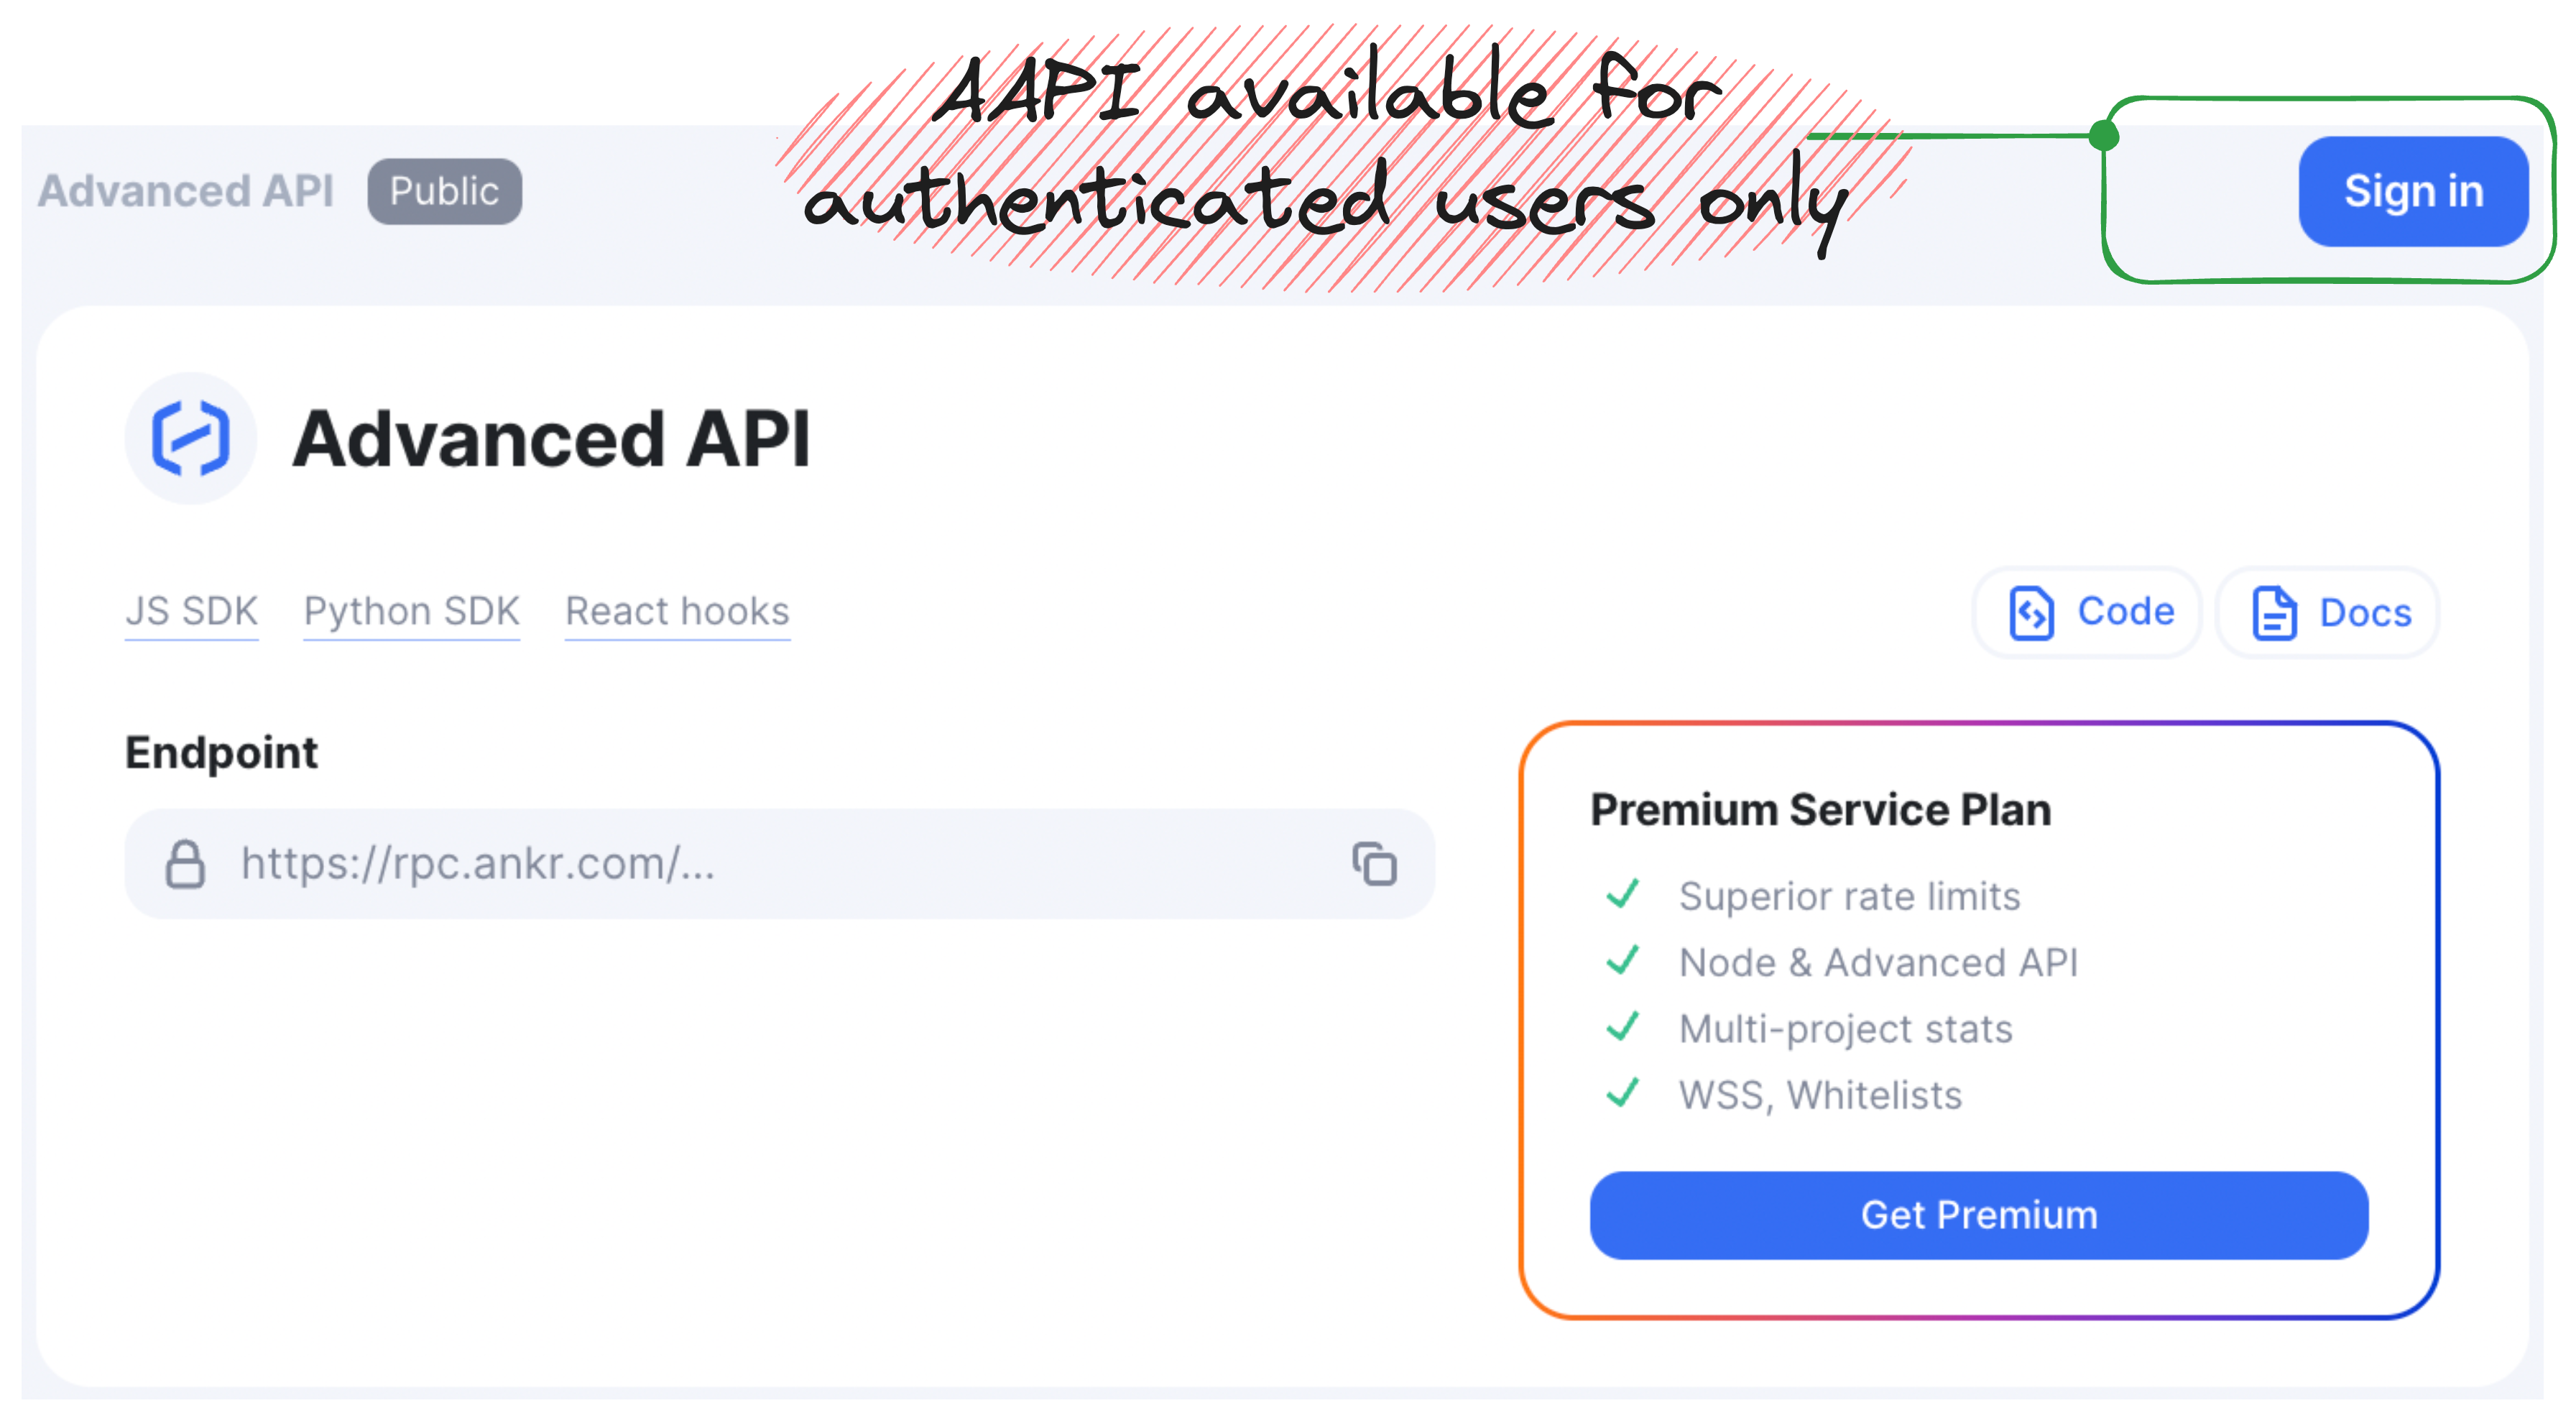 AAPI available for
authenticated users only
Advanced API Public
Sign in
Advanced API
JS SDK Python SDK React hooks
Code Docs
Endpoint
https://rpc.ankr.com/...
Premium Service Plan
Superior rate limits
Node & Advanced API
Multi-project stats
WSS, Whitelists
Get Premium